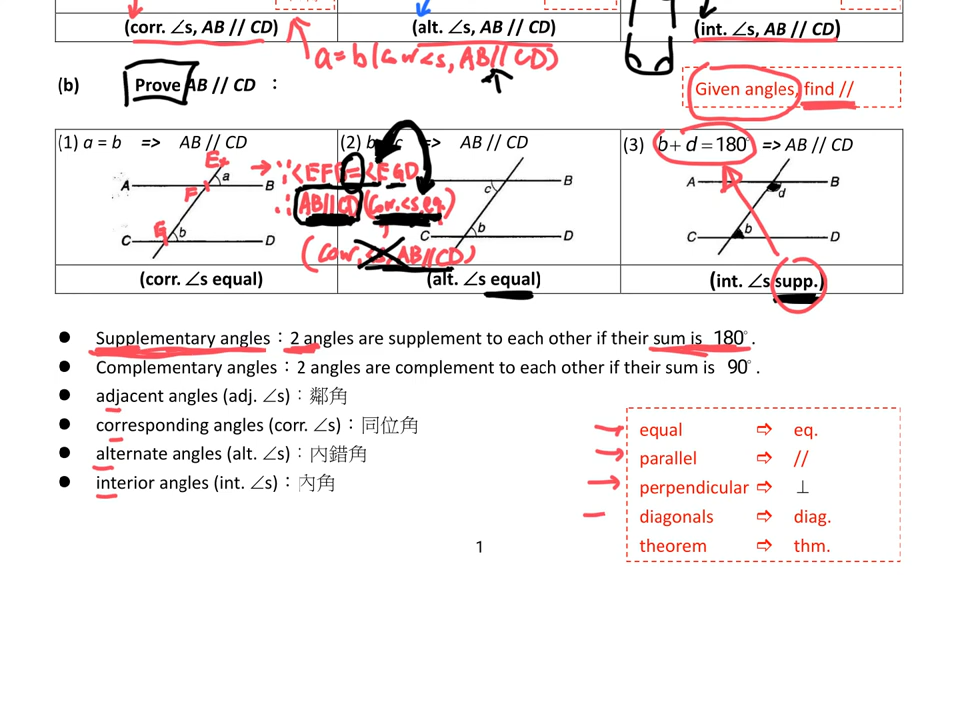 (corr. ∠s, AB // CD)
(alt. ∠s, AB // CD)
(int. ∠s, AB // CD)
a=b (corr ∠s, AB//CD)
(b) Prove AB // CD :
Given angles, find //
(1) a = b => AB // CD
(2) b c => AB // CD
(3) b + d = 180° => AB // CD
E
A F a B
C G b D
∵ <EFB = <EGD
∴ AB//CD (corr. <s eq.)
(corr. <s, AB//CD)
c B
C b D
A B
d
C b D
(corr. ∠s equal)
(alt. ∠s equal)
(int. ∠s supp.)
● Supplementary angles：2 angles are supplement to each other if their sum is 180°.
● Complementary angles：2 angles are complement to each other if their sum is 90°.
● adjacent angles (adj. ∠s)：鄰角
● corresponding angles (corr. ∠s)：同位角
● alternate angles (alt. ∠s)：內錯角
● interior angles (int. ∠s)：內角
equal ⇨ eq.
parallel ⇨ //
perpendicular ⇨ ⊥
diagonals ⇨ diag.
theorem ⇨ thm.
1